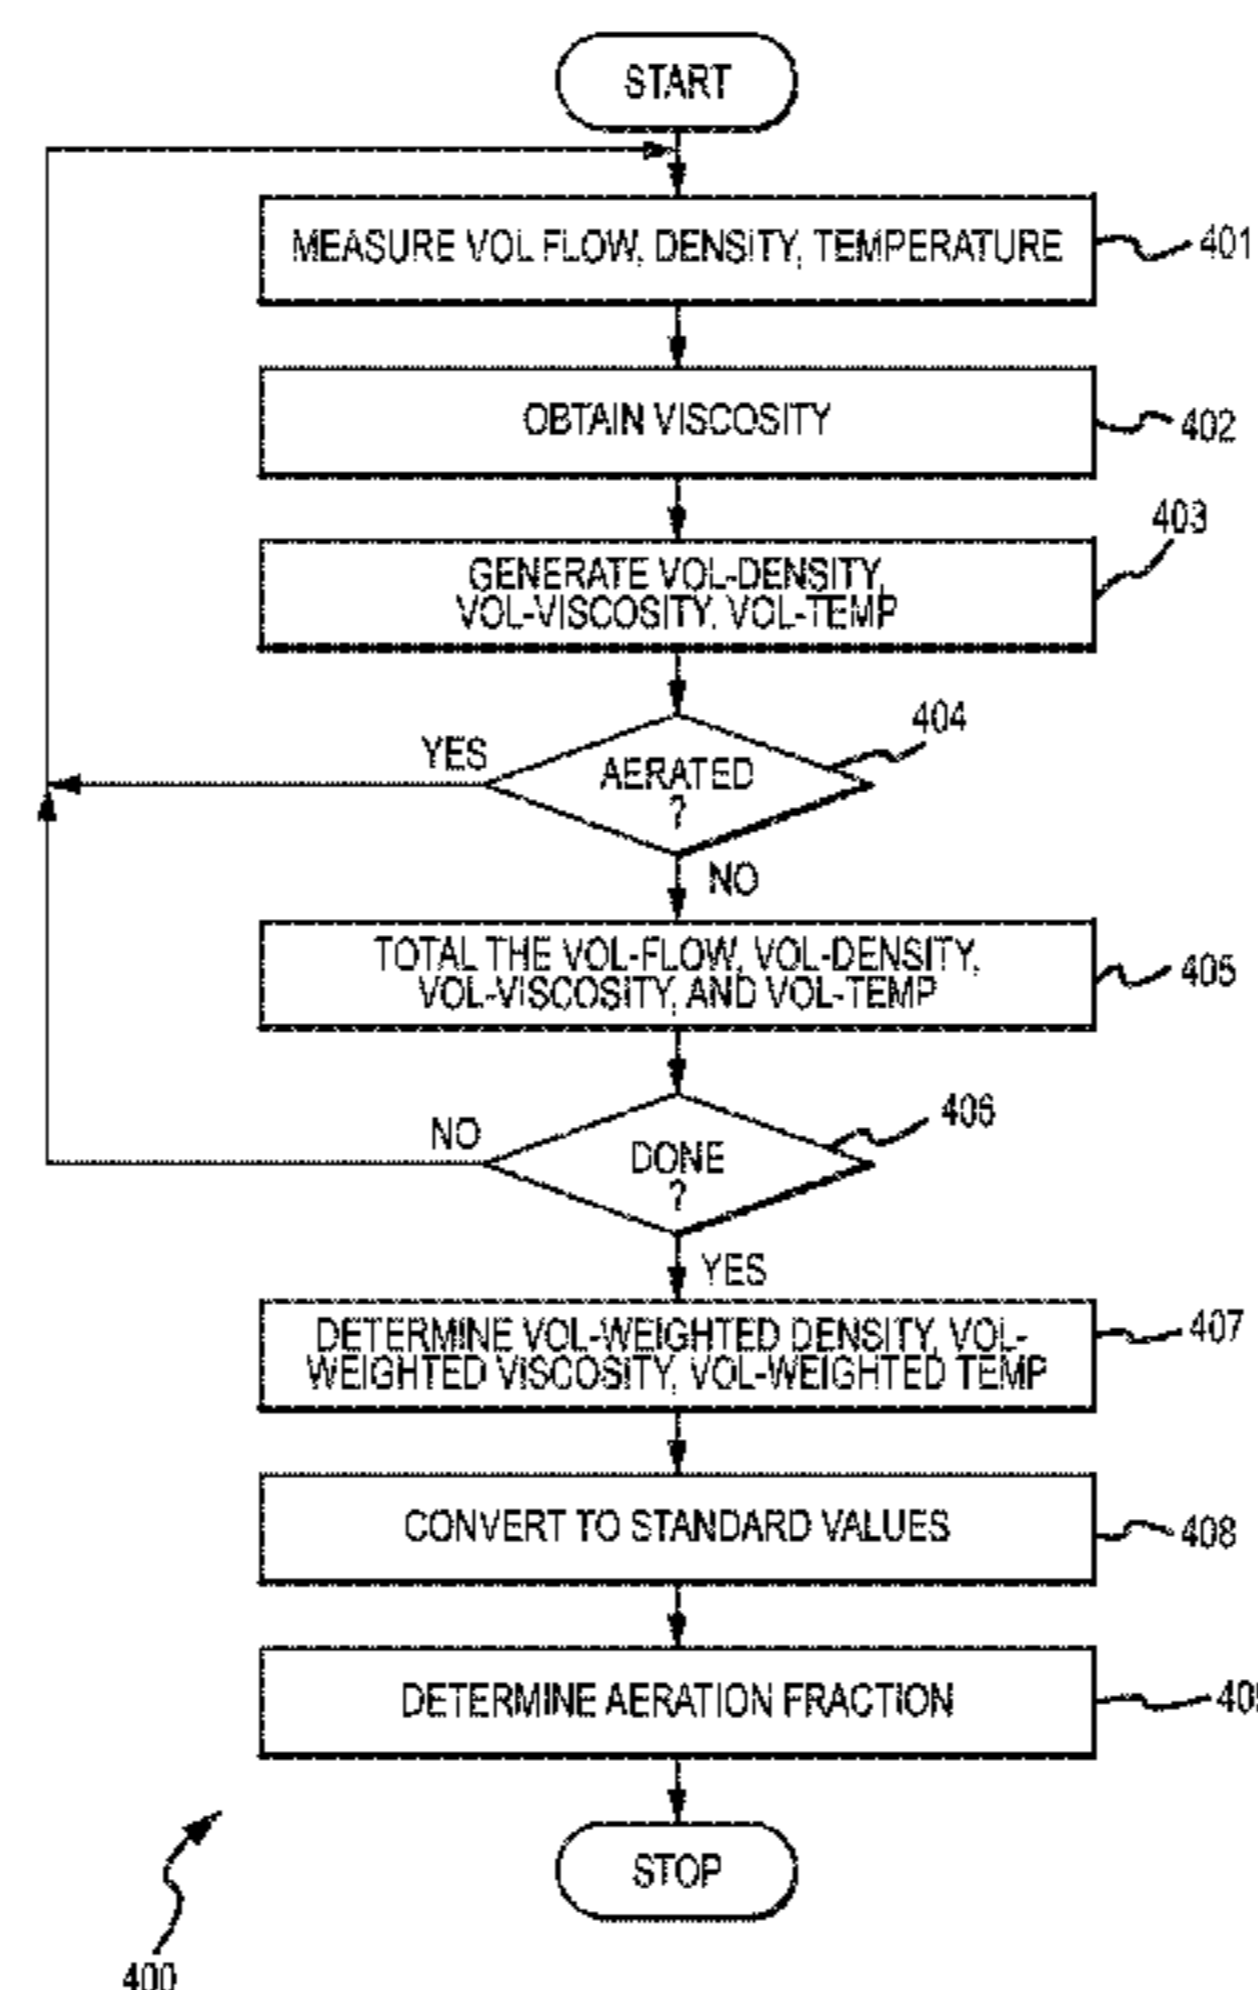 START
MEASURE VOL FLOW, DENSITY, TEMPERATURE
401
OBTAIN VISCOSITY
402
403
GENERATE VOL-DENSITY,
VOL-VISCOSITY, VOL-TEMP
404
YES
AERATED
?
NO
TOTAL THE VOL-FLOW, VOL-DENSITY,
VOL-VISCOSITY, AND VOL-TEMP
405
406
NO
DONE
?
YES
DETERMINE VOL-WEIGHTED DENSITY, VOL-
WEIGHTED VISCOSITY, VOL-WEIGHTED TEMP
407
CONVERT TO STANDARD VALUES
408
DETERMINE AERATION FRACTION
STOP
400